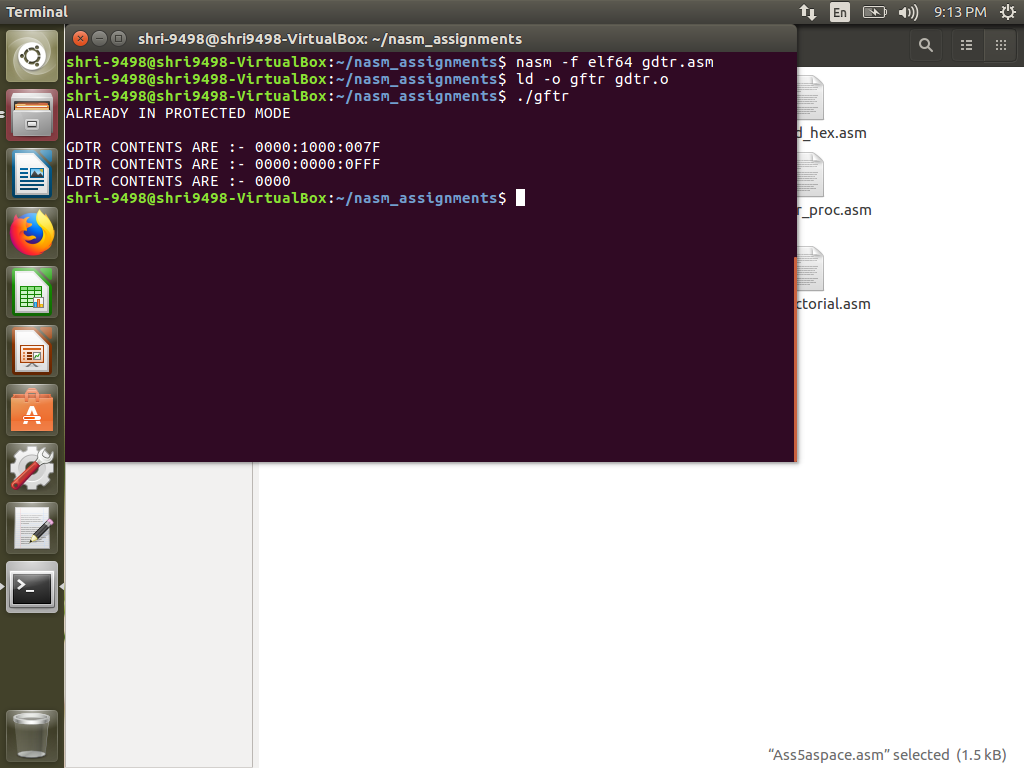 Terminal
En
9:13 PM
shri-9498@shri9498-VirtualBox: ~/nasm_assignments
shri-9498@shri9498-VirtualBox:~/nasm_assignments$ nasm -f elf64 gdtr.asm
shri-9498@shri9498-VirtualBox:~/nasm_assignments$ ld -o gftr gdtr.o
shri-9498@shri9498-VirtualBox:~/nasm_assignments$ ./gftr
ALREADY IN PROTECTED MODE
GDTR CONTENTS ARE :- 0000:1000:007F
IDTR CONTENTS ARE :- 0000:0000:0FFF
LDTR CONTENTS ARE :- 0000
shri-9498@shri9498-VirtualBox:~/nasm_assignments$
d_hex.asm
r_proc.asm
ctorial.asm
“Ass5aspace.asm” selected (1.5 kB)